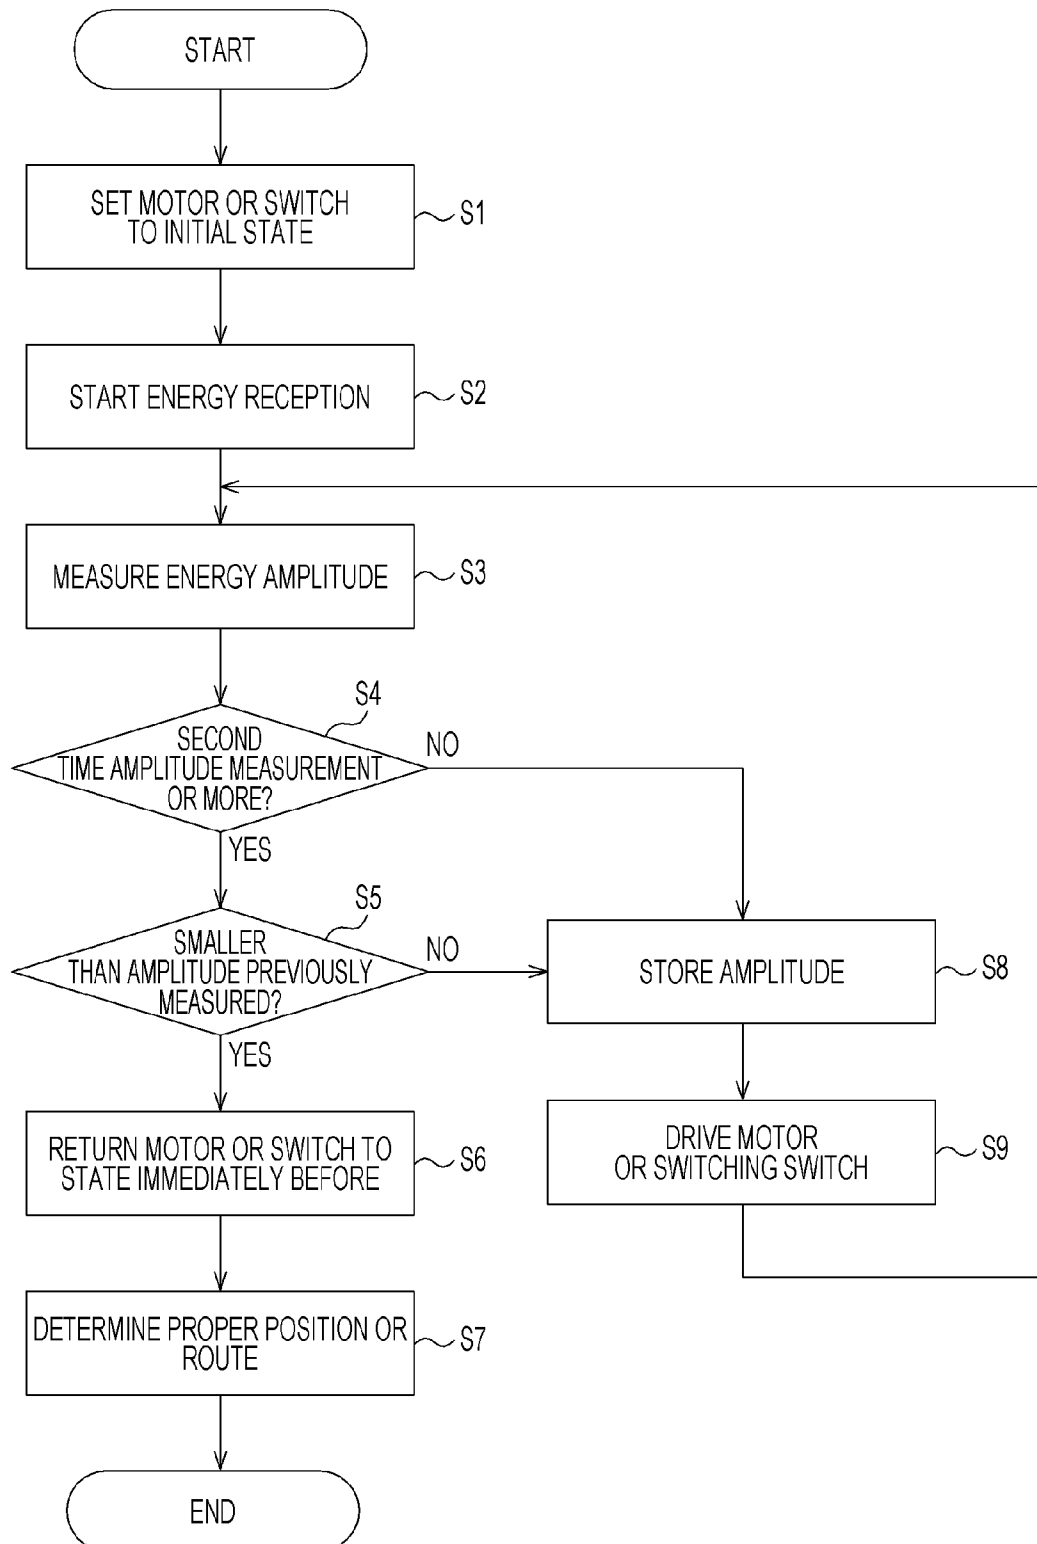 START
SET MOTOR OR SWITCH
TO INITIAL STATE
S1
START ENERGY RECEPTION
S2
MEASURE ENERGY AMPLITUDE
S3
S4
SECOND
TIME AMPLITUDE MEASUREMENT
OR MORE?
NO
YES
S5
SMALLER
THAN AMPLITUDE PREVIOUSLY
MEASURED?
NO
YES
STORE AMPLITUDE
S8
RETURN MOTOR OR SWITCH TO
STATE IMMEDIATELY BEFORE
S6
DRIVE MOTOR
OR SWITCHING SWITCH
S9
DETERMINE PROPER POSITION OR
ROUTE
S7
END